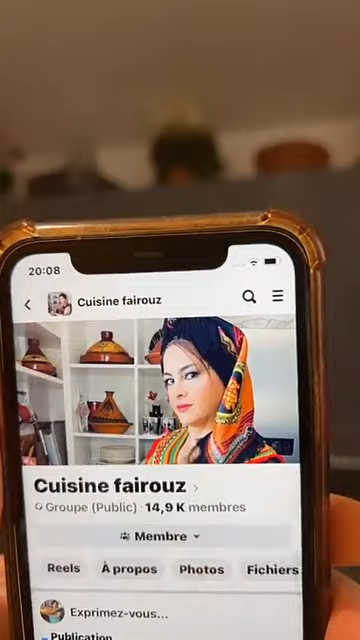 20:08
Cuisine fairouz
Cuisine fairouz >
Groupe (Public) · 14,9 K membres
Membre
Reels À propos Photos Fichiers
Exprimez-vous...
Publication